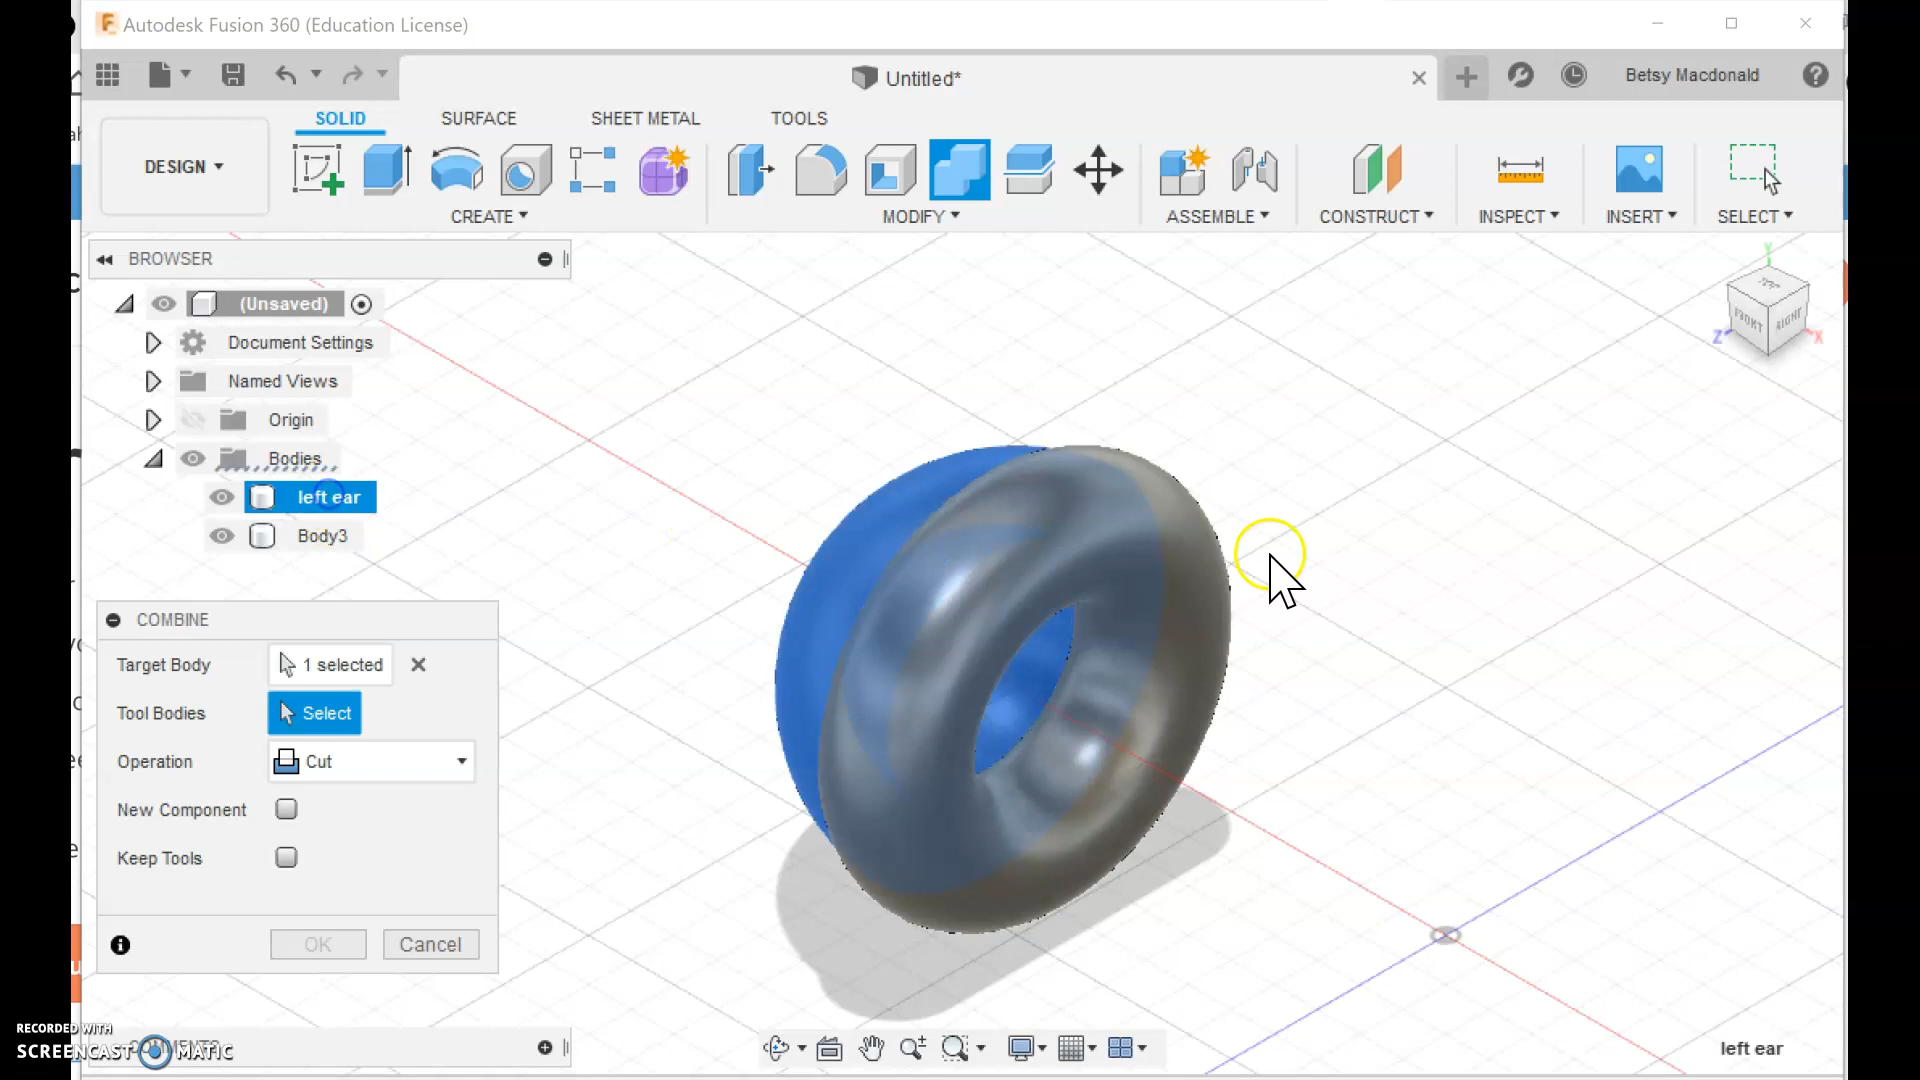 Autodesk Fusion 360 (Education License)
Untitled*
Betsy Macdonald
DESIGN
SOLID
SURFACE
SHEET METAL
TOOLS
CREATE
MODIFY
ASSEMBLE
CONSTRUCT
INSPECT
INSERT
SELECT
BROWSER
(Unsaved)
Document Settings
Named Views
Origin
Bodies
left ear
Body3
Y
TOP
FRONT
RIGHT
Z
X
COMBINE
Target Body
1 selected
Tool Bodies
Select
Operation
Cut
New Component
Keep Tools
OK
Cancel
RECORDED WITH
SCREENCAST MATIC
left ear